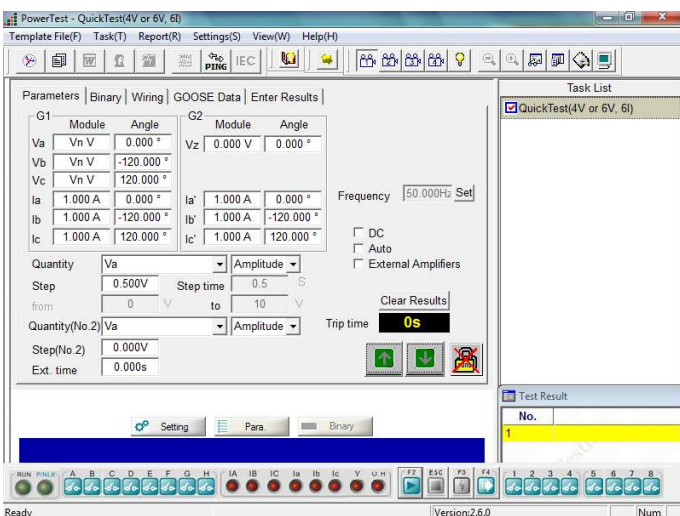 PowerTest - QuickTest(4V or 6V, 6I)
Template File(F) Task(T) Report(R) Settings(S) View(W) Help(H)
PING IEC
Task List
QuickTest(4V or 6V, 6I)
Parameters Binary Wiring GOOSE Data Enter Results
G1 G2
Module Angle Module Angle
Va Vn V 0.000 ° Vz 0.000 V 0.000 °
Vb Vn V -120.000 °
Vc Vn V 120.000 °
Ia 1.000 A 0.000 ° Ia' 1.000 A 0.000 ° Frequency 50.000Hz Set
Ib 1.000 A -120.000 ° Ib' 1.000 A -120.000 °
Ic 1.000 A 120.000 ° Ic' 1.000 A 120.000 °
DC
Auto
External Amplifiers
Quantity Va Amplitude
Step 0.500V Step time 0.5 S
from 0 V to 10 V Clear Results
Quantity(No.2) Va Amplitude Trip time 0s
Step(No.2) 0.000V
Ext. time 0.000s
Test Result
No.
1
Setting Para. Binary
RUN A B C D E F G H IA IB IC Ia Ib Ic V O.H F2 ESC F3 F4 1 2 3 4 5 6 7 8
Ready Version:2.6.0 Num